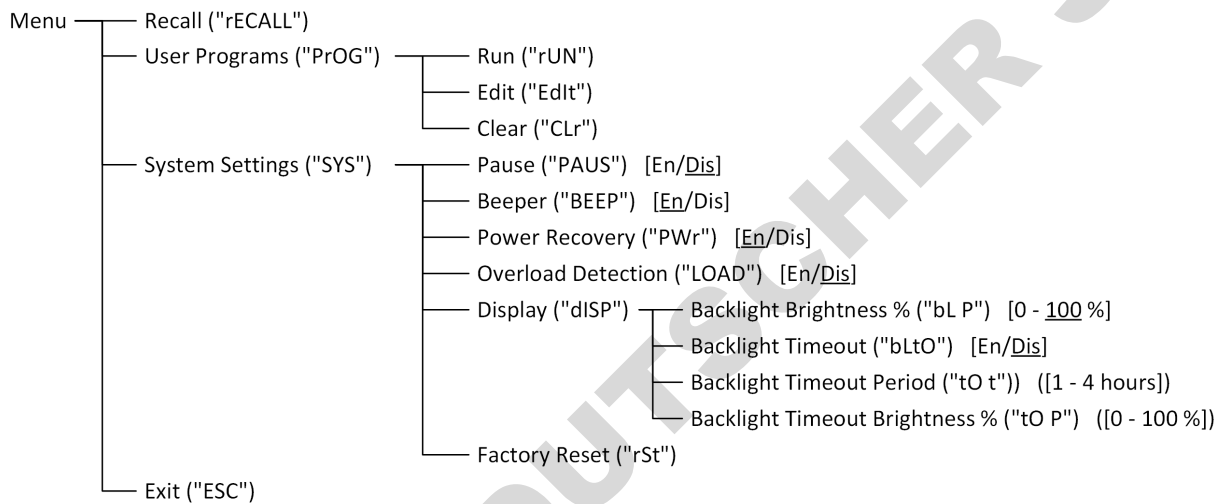 Menu Recall ("rECALL")
User Programs ("PrOG") Run ("rUN")
Edit ("EdIt")
Clear ("CLr")
System Settings ("SYS") Pause ("PAUS") [En/Dis]
Beeper ("BEEP") [En/Dis]
Power Recovery ("PWr") [En/Dis]
Overload Detection ("LOAD") [En/Dis]
Display ("dISP") Backlight Brightness % ("bL P") [0 - 100 %]
Backlight Timeout ("bLtO") [En/Dis]
Backlight Timeout Period ("tO t")) ([1 - 4 hours])
Backlight Timeout Brightness % ("tO P") ([0 - 100 %])
Factory Reset ("rSt")
Exit ("ESC")